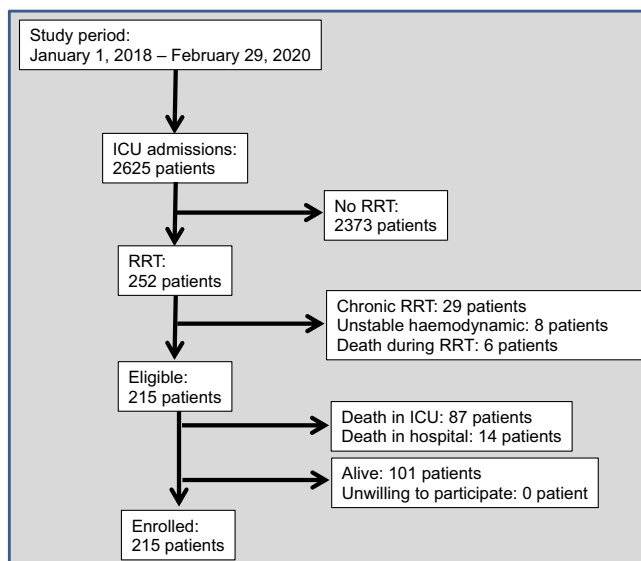 Study period:
January 1, 2018 – February 29, 2020
ICU admissions:
2625 patients
No RRT:
2373 patients
RRT:
252 patients
Chronic RRT: 29 patients
Unstable haemodynamic: 8 patients
Death during RRT: 6 patients
Eligible:
215 patients
Death in ICU: 87 patients
Death in hospital: 14 patients
Alive: 101 patients
Unwilling to participate: 0 patient
Enrolled:
215 patients